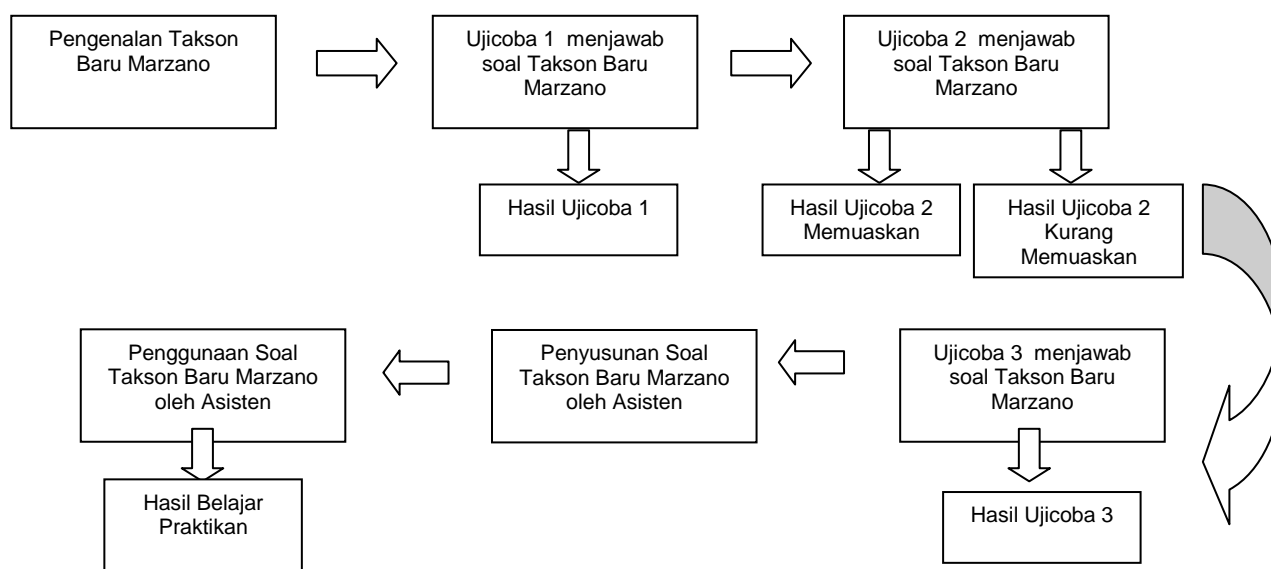 Pengenalan Takson
Baru Marzano
Ujicoba 1 menjawab
soal Takson Baru
Marzano
Ujicoba 2 menjawab
soal Takson Baru
Marzano
Hasil Ujicoba 1
Hasil Ujicoba 2
Memuaskan
Hasil Ujicoba 2
Kurang
Memuaskan
Penggunaan Soal
Takson Baru Marzano
oleh Asisten
Penyusunan Soal
Takson Baru Marzano
oleh Asisten
Ujicoba 3 menjawab
soal Takson Baru
Marzano
Hasil Belajar
Praktikan
Hasil Ujicoba 3